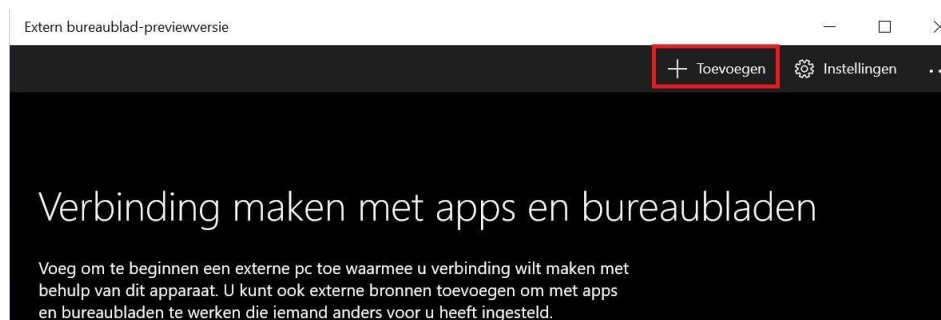 Extern bureaublad-previewversie
Toevoegen Instellingen
Verbinding maken met apps en bureaubladen
Voeg om te beginnen een externe pc toe waarmee u verbinding wilt maken met
behulp van dit apparaat. U kunt ook externe bronnen toevoegen om met apps
en bureaubladen te werken die iemand anders voor u heeft ingesteld.